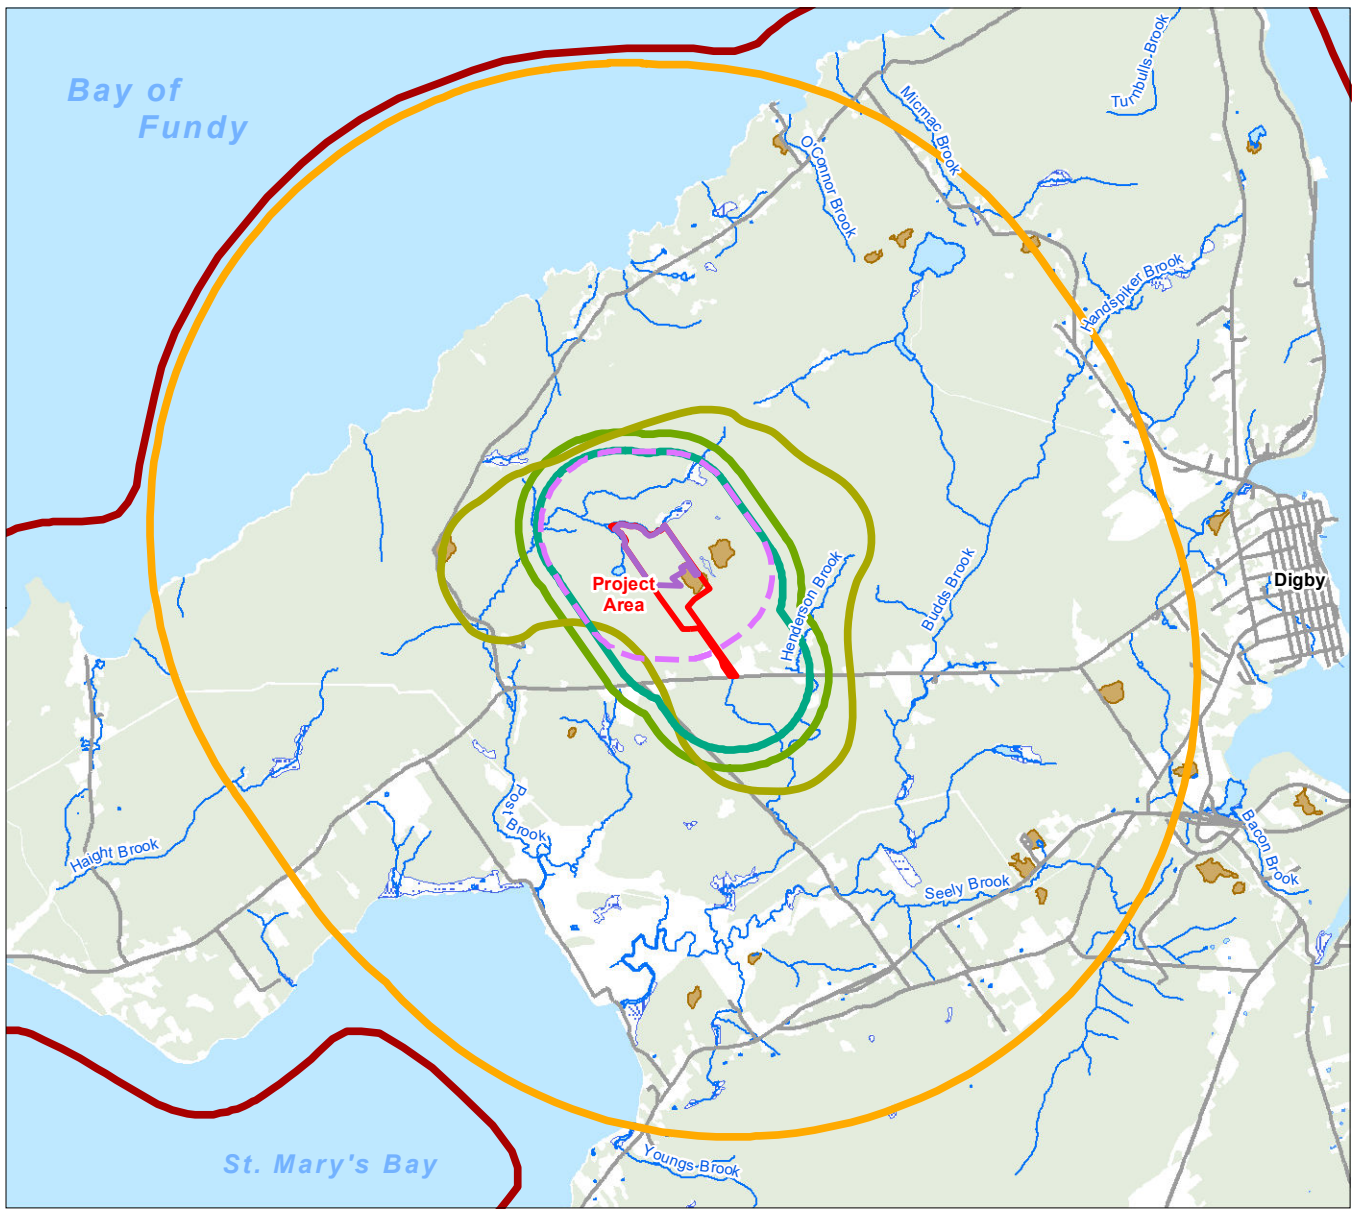 Bay of
Fundy
Turnbulls Brook
Micmac Brook
O'Connor Brook
Handspiker Brook
Project
Area
Henderson Brook
Budds Brook
Digby
Post Brook
Haight Brook
Seely Brook
Bacon Brook
St. Mary's Bay
Youngs Brook